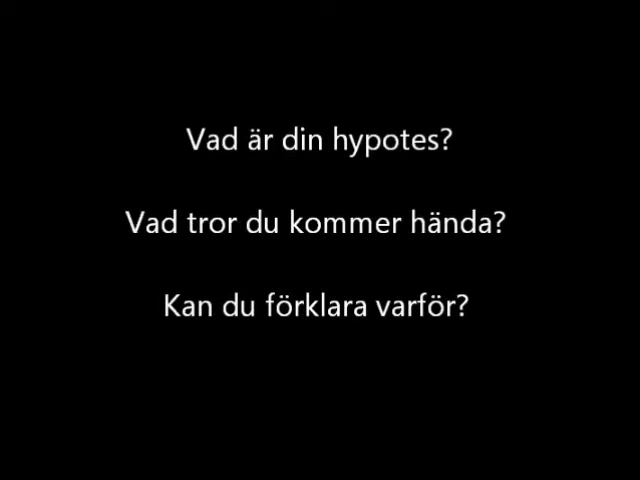 Vad är din hypotes?
Vad tror du kommer hända?
Kan du förklara varför?